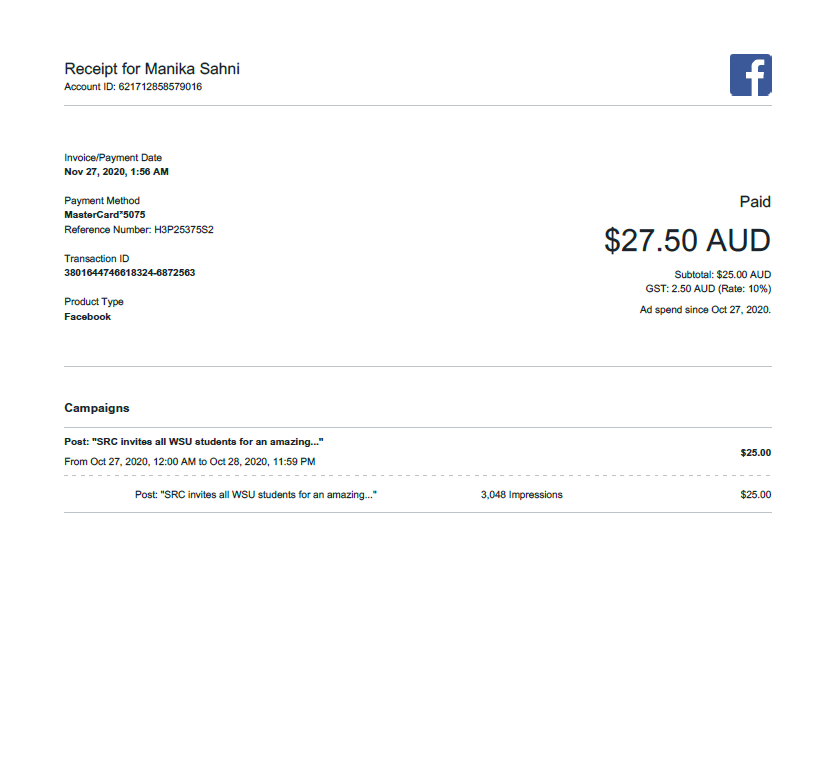 Receipt for Manika Sahni
Account ID: 621712858579016
Invoice/Payment Date
Nov 27, 2020, 1:56 AM
Payment Method
MasterCard*5075
Reference Number: H3P25375S2
Transaction ID
3801644746618324-6872563
Product Type
Facebook
Paid
$27.50 AUD
Subtotal: $25.00 AUD
GST: 2.50 AUD (Rate: 10%)
Ad spend since Oct 27, 2020.
Campaigns
Post: "SRC invites all WSU students for an amazing..."
From Oct 27, 2020, 12:00 AM to Oct 28, 2020, 11:59 PM
$25.00
Post: "SRC invites all WSU students for an amazing..." 3,048 Impressions $25.00